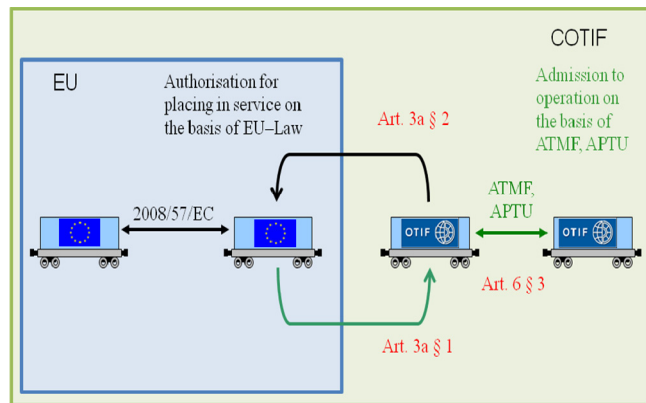 COTIF
EU
Authorisation for
placing in service on
the basis of EU–Law
Admission to
operation on
the basis of
ATMF, APTU
Art. 3a § 2
2008/57/EC
ATMF,
APTU
OTIF
OTIF
Art. 6 § 3
Art. 3a § 1